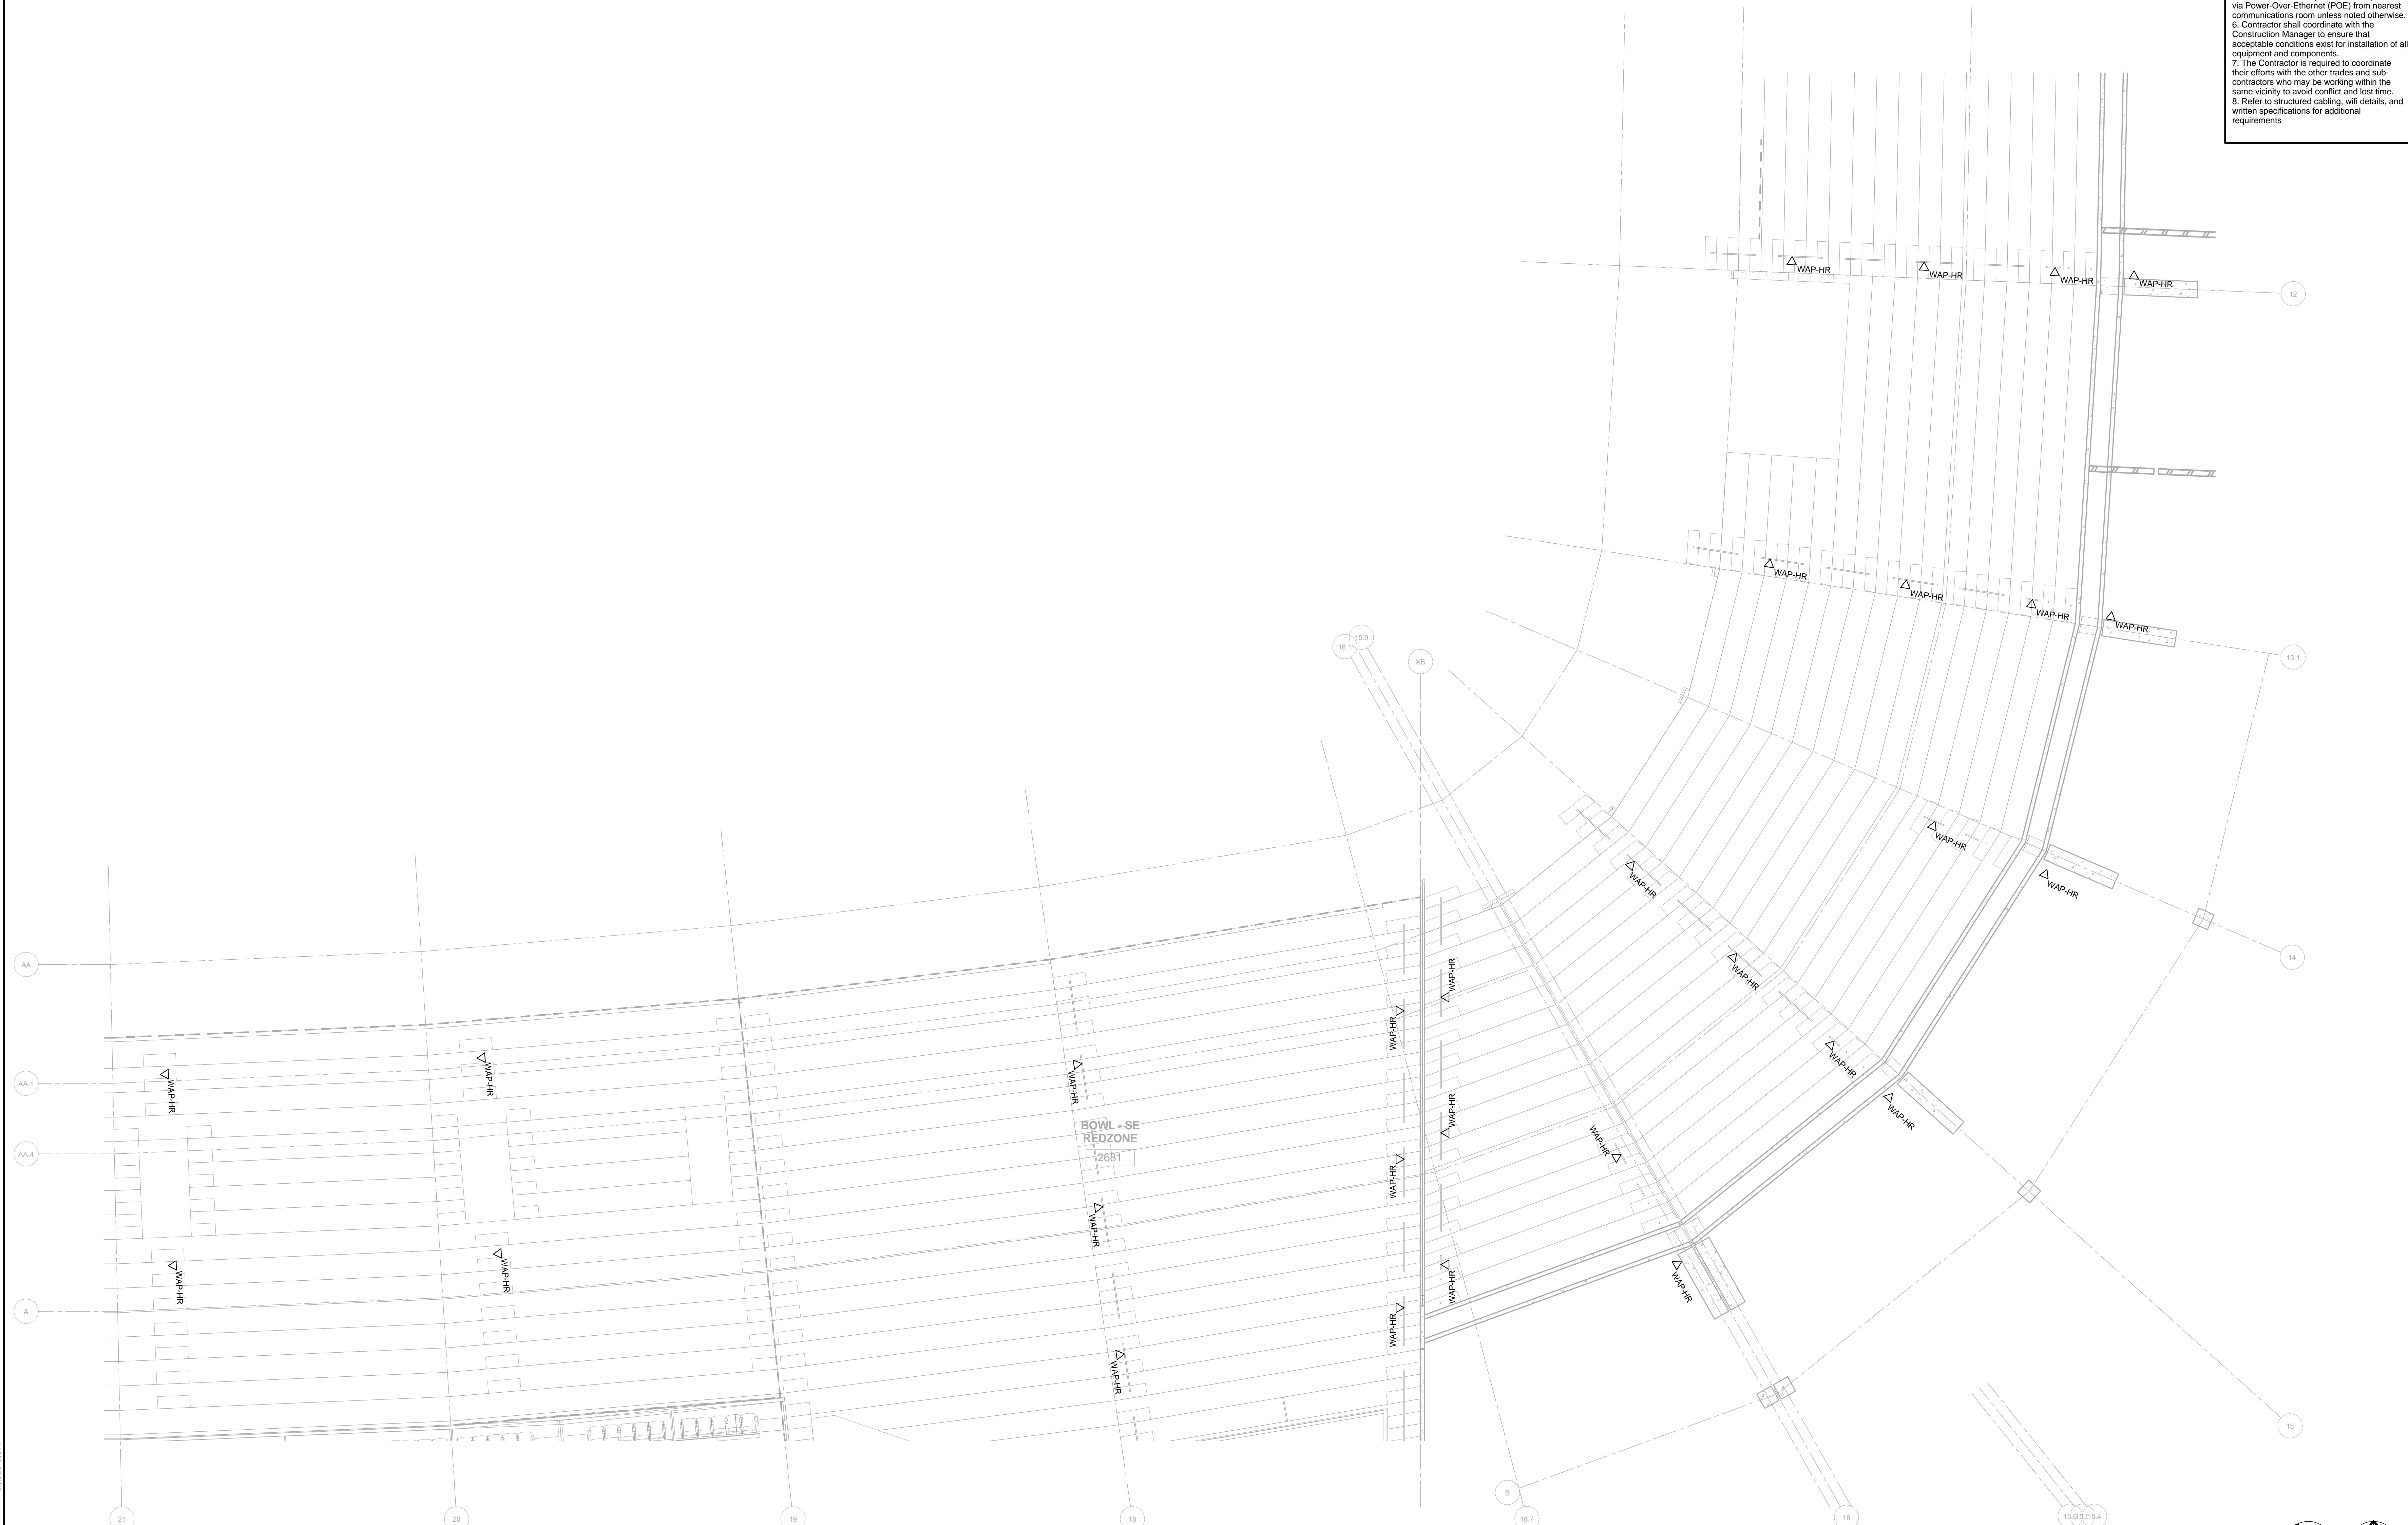 via Power-Over-Ethernet (POE) from nearest
communications room unless noted otherwise.
6. Contractor shall coordinate with the
Construction Manager to ensure that
acceptable conditions exist for installation of all
equipment and components.
7. The Contractor is required to coordinate
their efforts with the other trades and sub-
contractors who may be working within the
same vicinity to avoid conflict and lost time.
8. Refer to structured cabling, wifi details, and
written specifications for additional
requirements
WAP-HR
WAP-HR
WAP-HR
WAP-HR
12
WAP-HR
WAP-HR
WAP-HR
WAP-HR
13.1
15.9
16.1
XB
WAP-HR
WAP-HR
WAP-HR
WAP-HR
WAP-HR
WAP-HR
14
AA
WAP-HR
WAP-HR
WAP-HR
WAP-HR
WAP-HR
AA.1
WAP-HR
WAP-HR
BOWL - SE
REDZONE
2681
WAP-HR
AA.4
WAP-HR
WAP-HR
WAP-HR
WAP-HR
WAP-HR
WAP-HR
WAP-HR
A
WAP-HR
WAP-HR
15
B
21
20
19
18
16.7
16
15.4